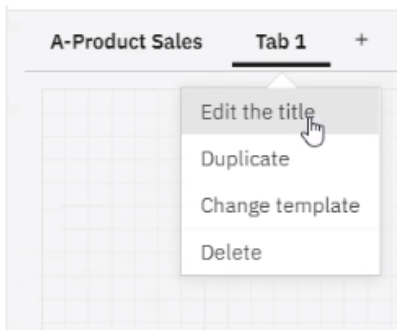 A-Product Sales Tab 1 +
Edit the title
Duplicate
Change template
Delete